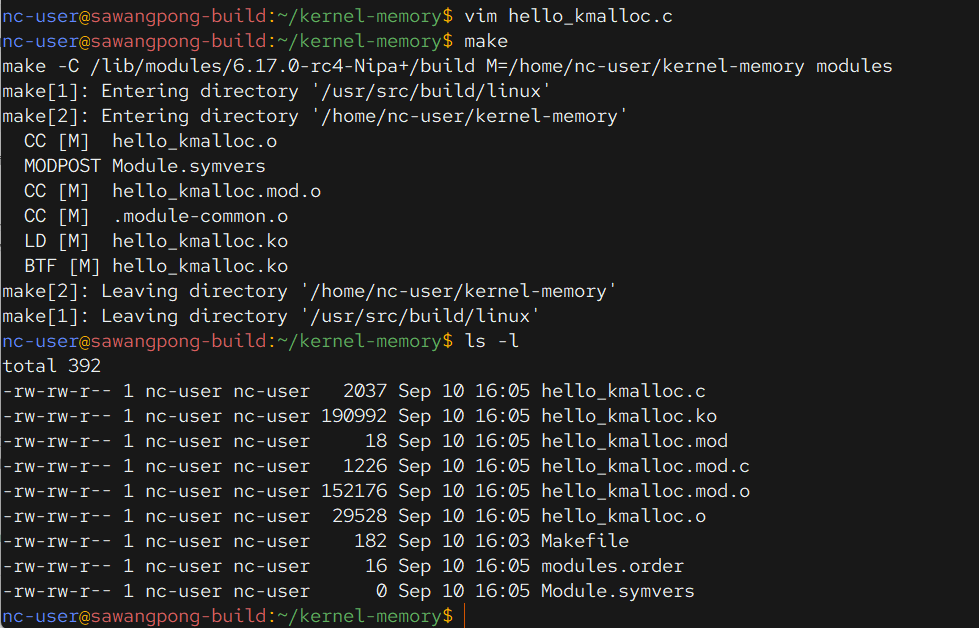 nc-user@sawangpong-build:~/kernel-memory$ vim hello_kmalloc.c
nc-user@sawangpong-build:~/kernel-memory$ make
make -C /lib/modules/6.17.0-rc4-Nipa+/build M=/home/nc-user/kernel-memory modules
make[1]: Entering directory '/usr/src/build/linux'
make[2]: Entering directory '/home/nc-user/kernel-memory'
  CC [M]  hello_kmalloc.o
  MODPOST Module.symvers
  CC [M]  hello_kmalloc.mod.o
  CC [M]  .module-common.o
  LD [M]  hello_kmalloc.ko
  BTF [M] hello_kmalloc.ko
make[2]: Leaving directory '/home/nc-user/kernel-memory'
make[1]: Leaving directory '/usr/src/build/linux'
nc-user@sawangpong-build:~/kernel-memory$ ls -l
total 392
-rw-rw-r-- 1 nc-user nc-user   2037 Sep 10 16:05 hello_kmalloc.c
-rw-rw-r-- 1 nc-user nc-user 190992 Sep 10 16:05 hello_kmalloc.ko
-rw-rw-r-- 1 nc-user nc-user     18 Sep 10 16:05 hello_kmalloc.mod
-rw-rw-r-- 1 nc-user nc-user   1226 Sep 10 16:05 hello_kmalloc.mod.c
-rw-rw-r-- 1 nc-user nc-user 152176 Sep 10 16:05 hello_kmalloc.mod.o
-rw-rw-r-- 1 nc-user nc-user  29528 Sep 10 16:05 hello_kmalloc.o
-rw-rw-r-- 1 nc-user nc-user    182 Sep 10 16:03 Makefile
-rw-rw-r-- 1 nc-user nc-user     16 Sep 10 16:05 modules.order
-rw-rw-r-- 1 nc-user nc-user      0 Sep 10 16:05 Module.symvers
nc-user@sawangpong-build:~/kernel-memory$